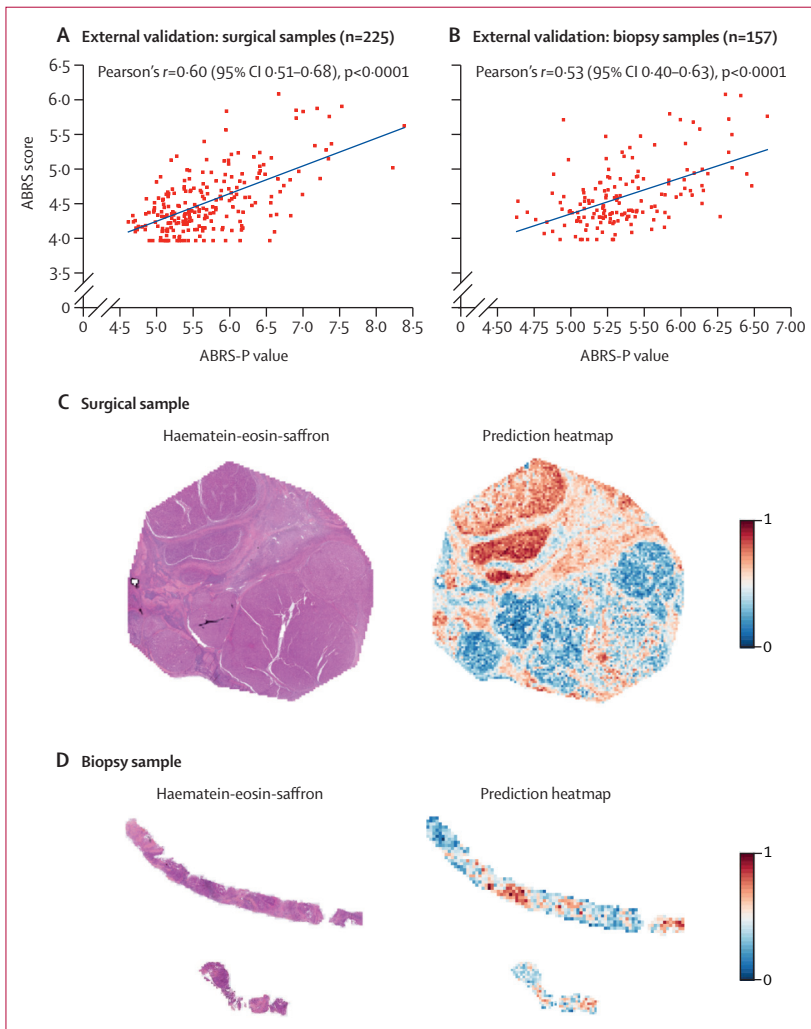 A External validation: surgical samples (n=225)
Pearson's r=0·60 (95% CI 0·51–0·68), p<0·0001
ABRS score
6·5
6·0
5·5
5·0
4·5
4·0
3·5
0
0 4·5 5·0 5·5 6·0 6·5 7·0 7·5 8·0 8·5
ABRS-P value
B External validation: biopsy samples (n=157)
Pearson's r=0·53 (95% CI 0·40–0·63), p<0·0001
0 4·50 4·75 5·00 5·25 5·50 5·75 6·00 6·25 6·50 7·00
ABRS-P value
C Surgical sample
Haematein-eosin-saffron
Prediction heatmap
1
0
D Biopsy sample
Haematein-eosin-saffron
Prediction heatmap
1
0